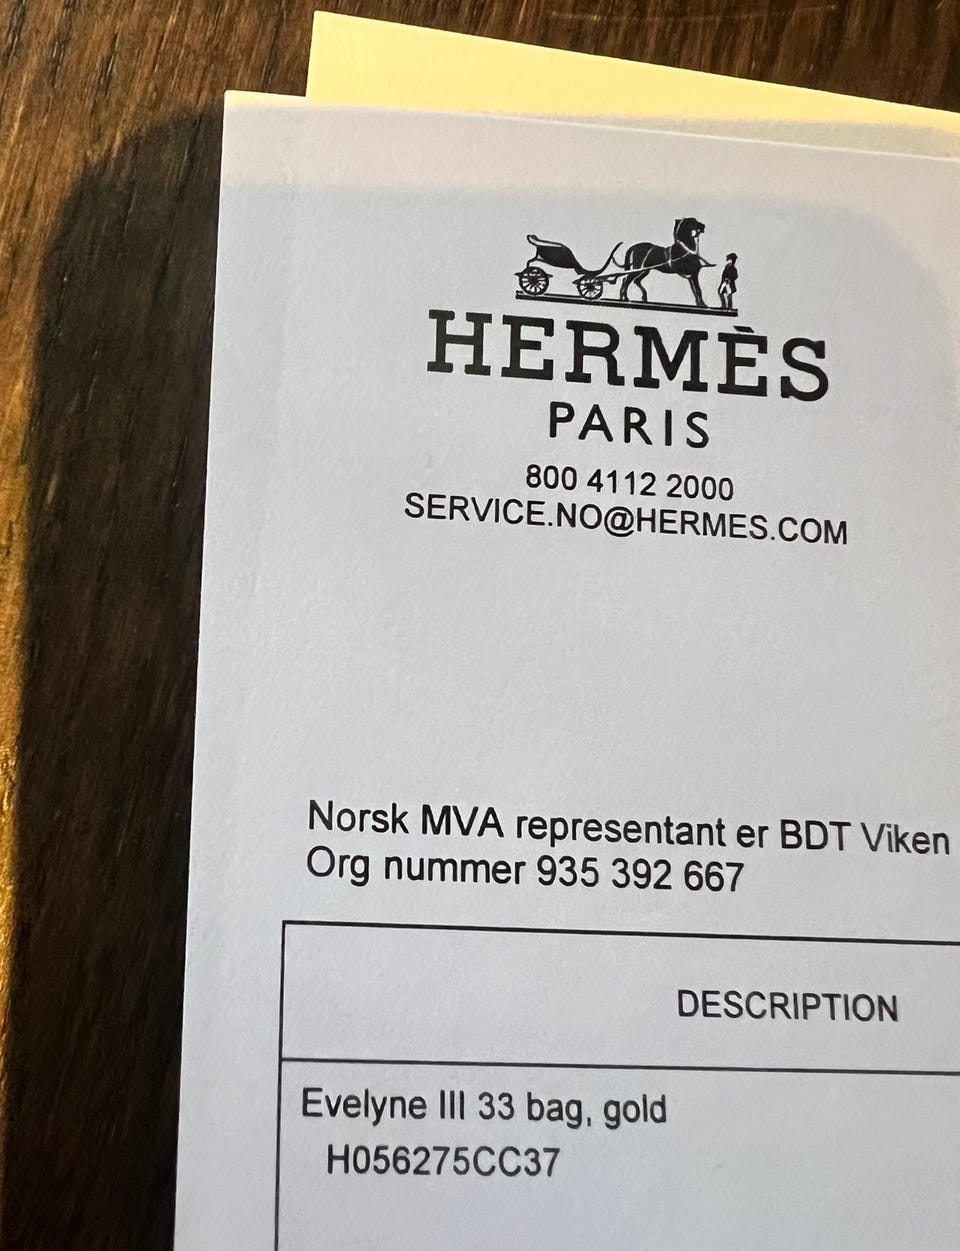 HERMÈS
PARIS
800 4112 2000
SERVICE.NO@HERMES.COM
Norsk MVA representant er BDT Viken
Org nummer 935 392 667
DESCRIPTION
Evelyne III 33 bag, gold
H056275CC37